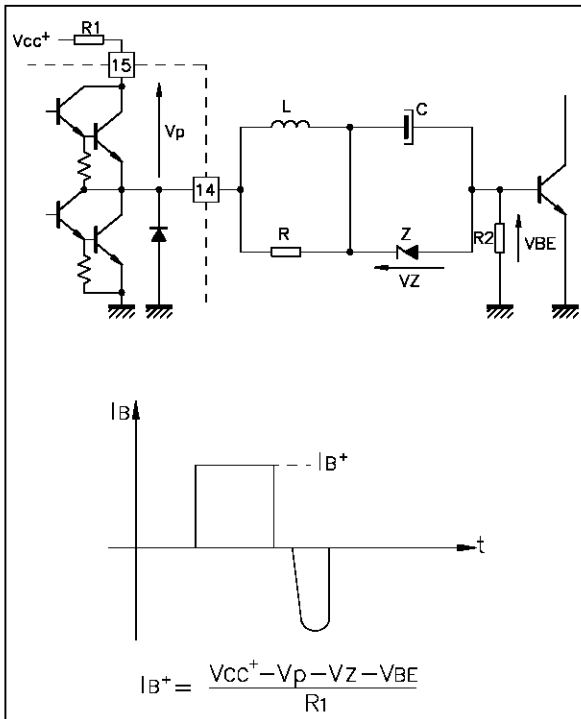 Vcc+ R1
15
L C
Vp
14
R Z R2 VBE
VZ
IB
IB+
t
IB+ = VCC+ − Vp − VZ − VBE
R1